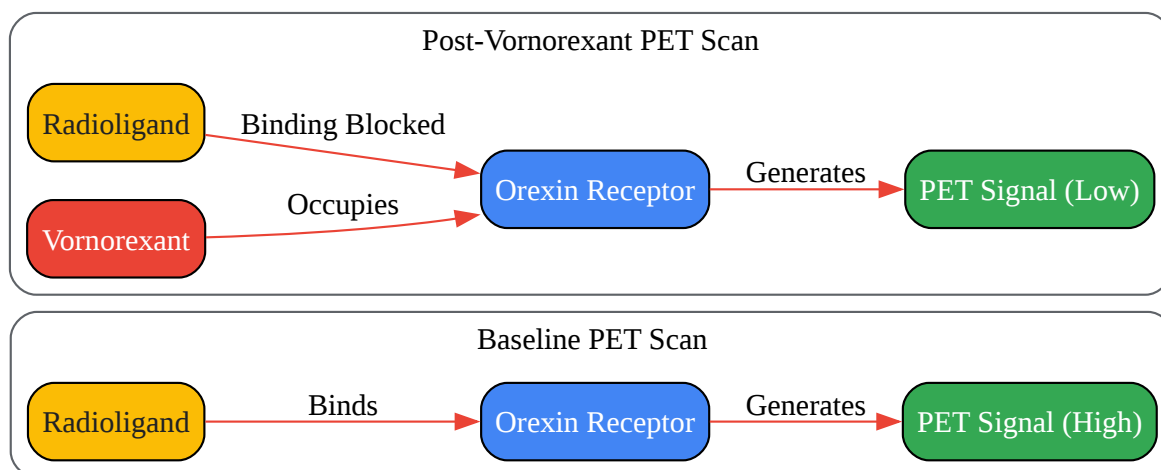 Post-Vornorexant PET Scan
Radioligand
Binding Blocked
Vornorexant
Occupies
Orexin Receptor
Generates
PET Signal (Low)
Baseline PET Scan
Radioligand
Binds
Orexin Receptor
Generates
PET Signal (High)